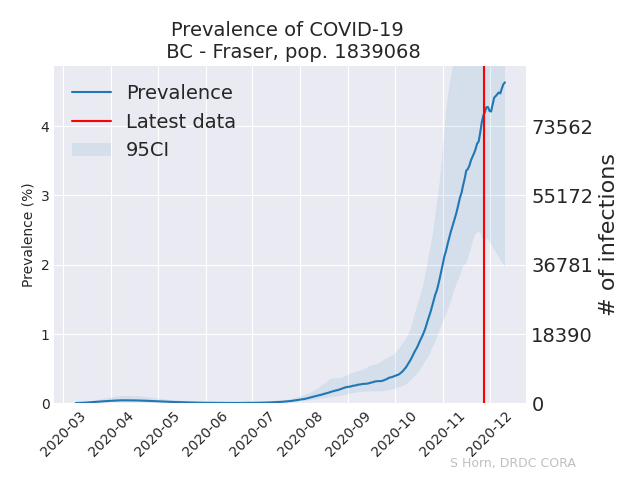 Prevalence of COVID-19
BC - Fraser, pop. 1839068
Prevalence
Latest data
95CI
Prevalence (%)
4
3
2
1
0
73562
55172
36781
18390
0
# of infections
2020-03
2020-04
2020-05
2020-06
2020-07
2020-08
2020-09
2020-10
2020-11
2020-12
S Horn, DRDC CORA